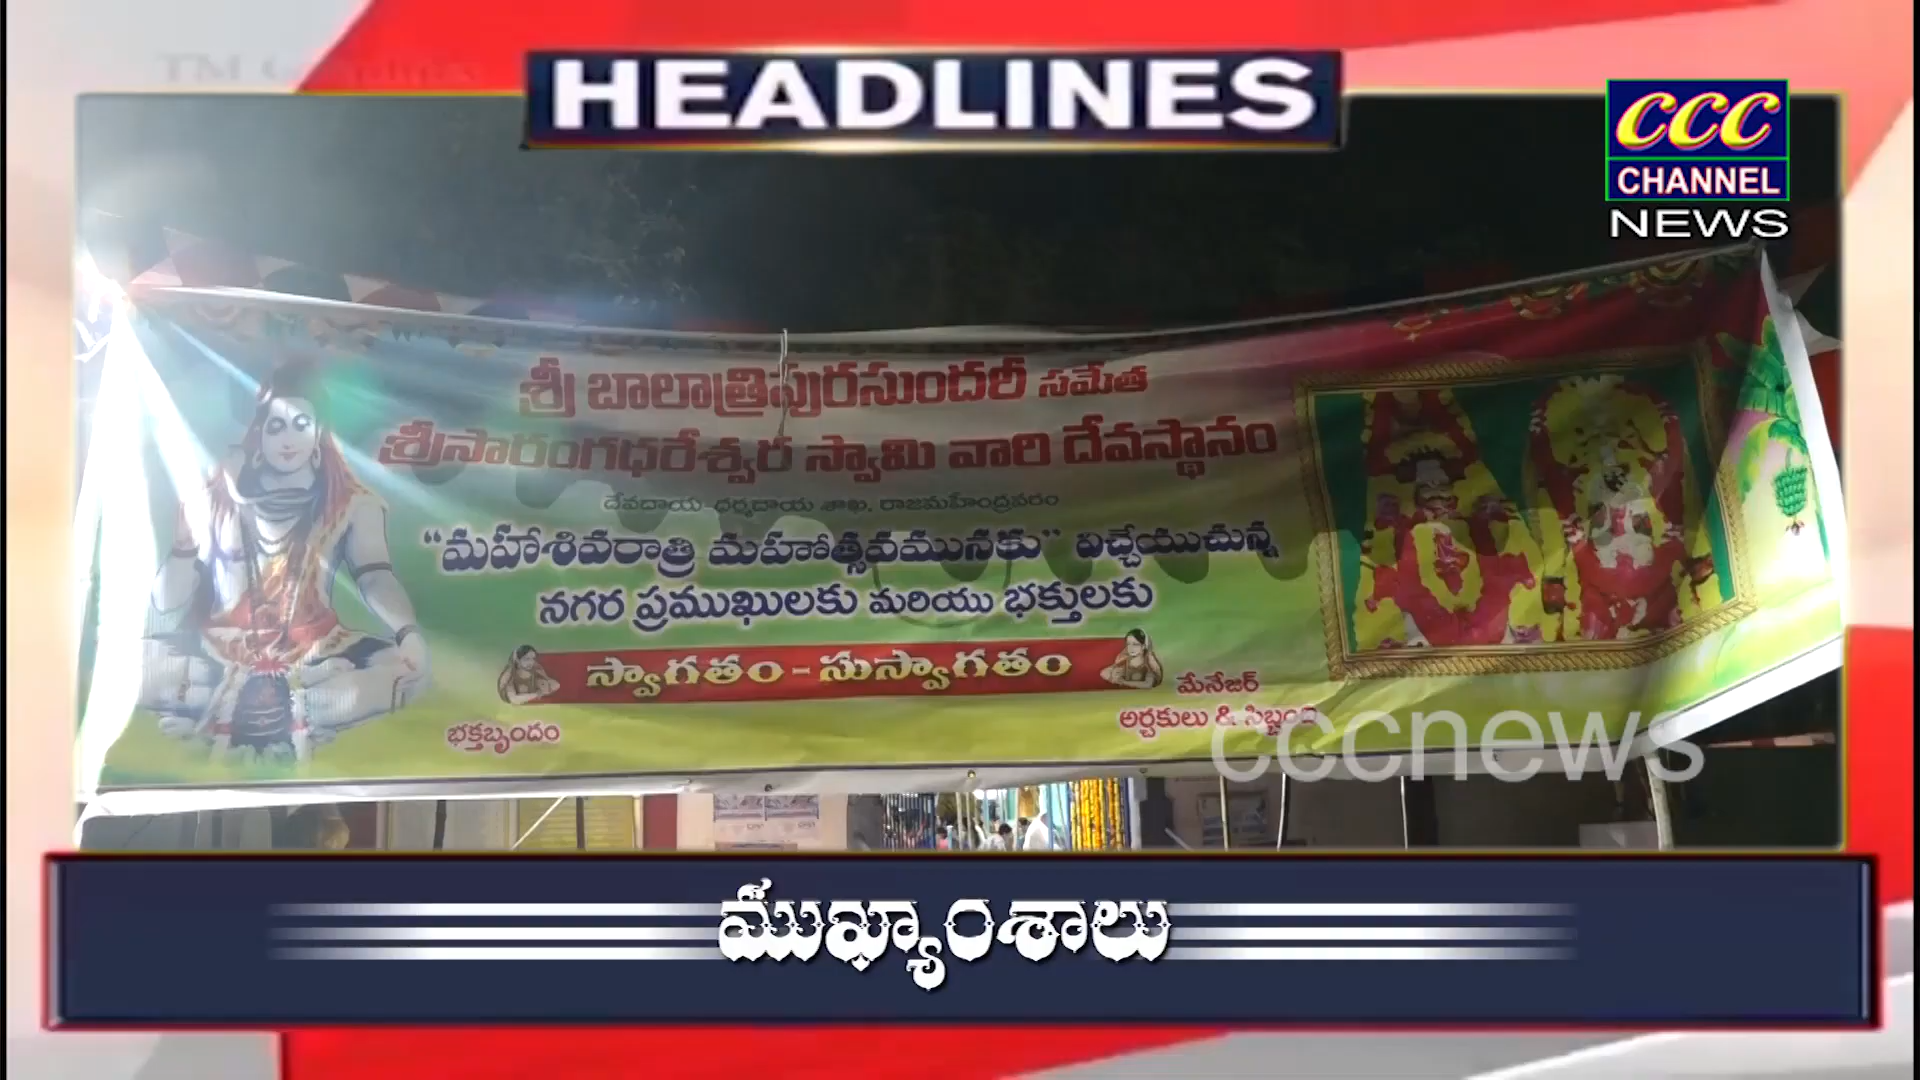 HEADLINES
CCC
CHANNEL
NEWS
శ్రీ బాలాత్రిపురసుందరీ సమేత
శ్రీసారంగధరేశ్వర స్వామి వారి దేవస్థానం
దేవదాయ-ధర్మదాయ శాఖ, రాజమహేంద్రవరం
“మహాశివరాత్రి మహోత్సవమునకు” విచ్చేయుచున్న
నగర ప్రముఖులకు మరియు భక్తులకు
స్వాగతం - సుస్వాగతం
మేనేజర్
అర్చకులు & సిబ్బంది
భక్తబృందం
cccnews
ముఖ్యాంశాలు